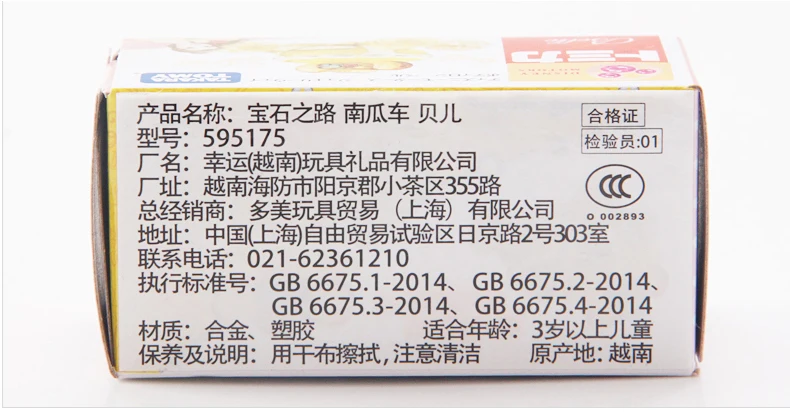 TAKARA TOMY
トミカ
产品名称：宝石之路 南瓜车 贝儿
合格证
型号：595175
检验员:01
厂名：幸运(越南)玩具礼品有限公司
厂址：越南海防市阳京郡小茶区355路
CCC
O 002893
总经销商：多美玩具贸易（上海）有限公司
地址：中国(上海)自由贸易试验区日京路2号303室
联系电话：021-62361210
执行标准号：GB 6675.1-2014、GB 6675.2-2014、
GB 6675.3-2014、GB 6675.4-2014
材质：合金、塑胶 适合年龄：3岁以上儿童
保养及说明：用干布擦拭，注意清洁 原产地：越南